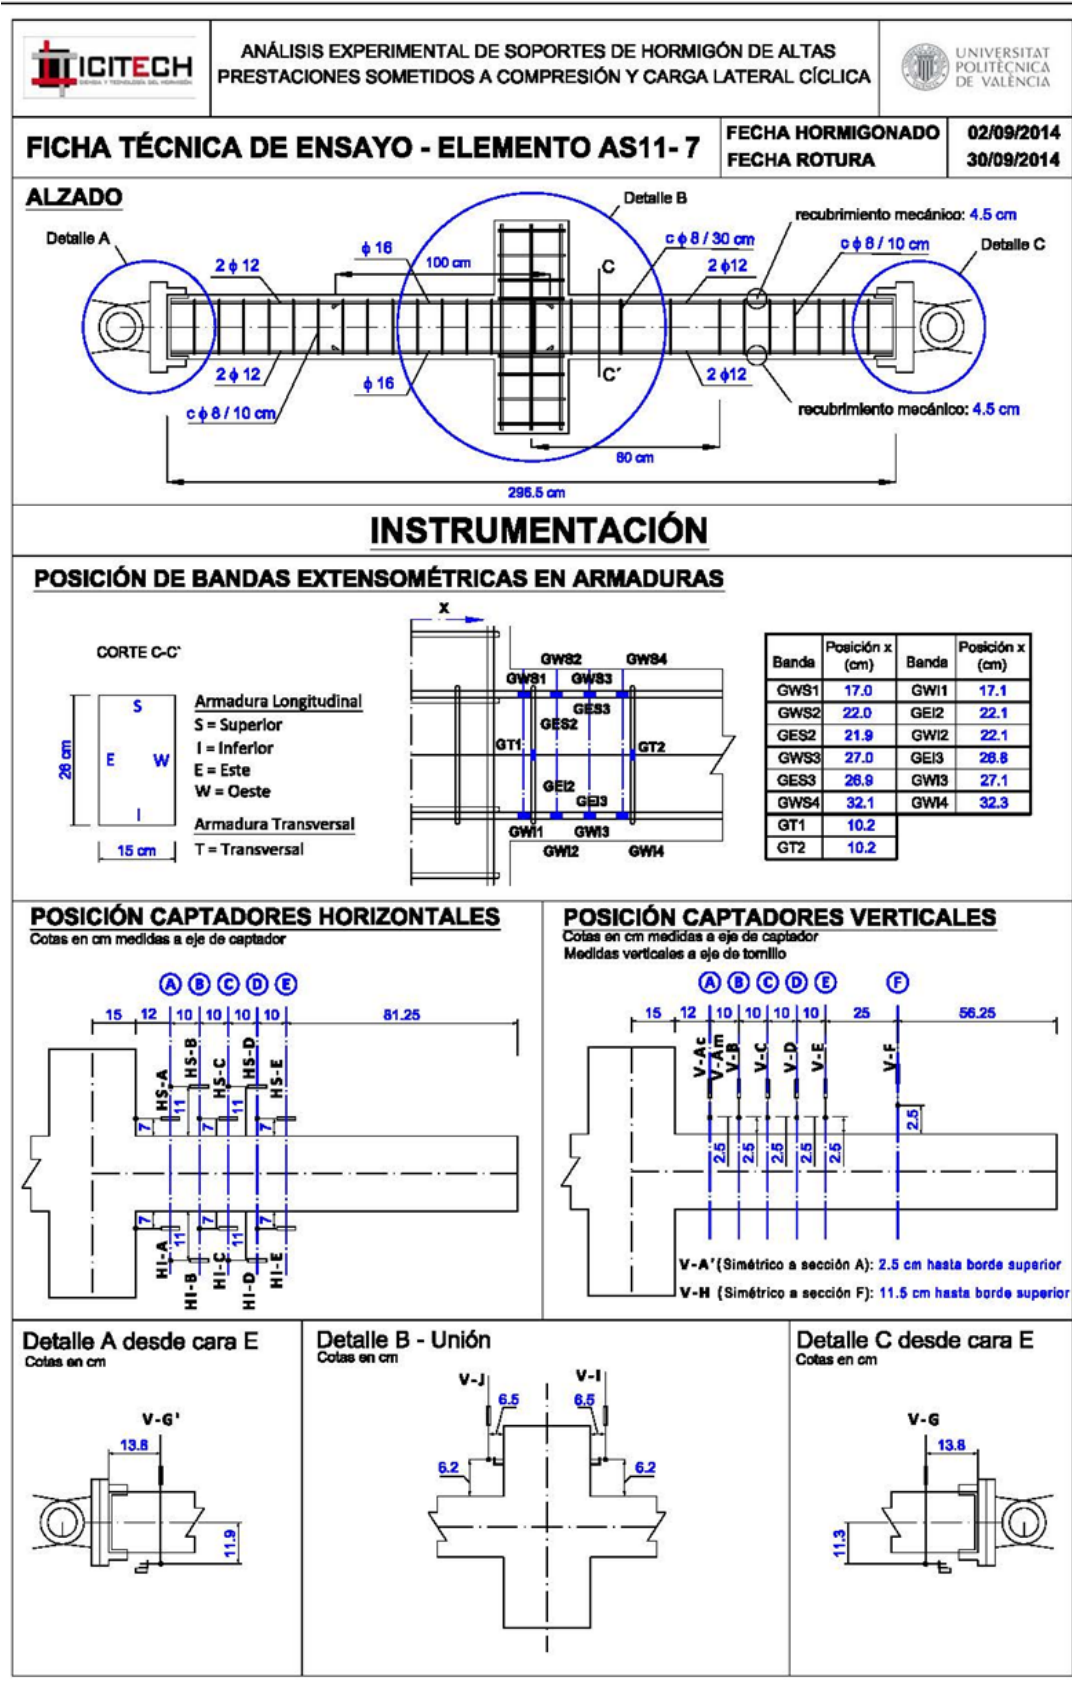 ICITECH
ANÁLISIS EXPERIMENTAL DE SOPORTES DE HORMIGÓN DE ALTAS
PRESTACIONES SOMETIDOS A COMPRESIÓN Y CARGA LATERAL CÍCLICA
UNIVERSITAT
POLITÈCNICA
DE VALÈNCIA
FICHA TÉCNICA DE ENSAYO - ELEMENTO AS11- 7
FECHA HORMIGONADO 02/09/2014
FECHA ROTURA 30/09/2014
ALZADO
Detalle A
Detalle B
Detalle C
recubrimiento mecánico: 4.5 cm
2 ϕ 12
ϕ 16
100 cm
C
c ϕ 8 / 30 cm
2 ϕ12
c ϕ 8 / 10 cm
2 ϕ 12
c ϕ 8 / 10 cm
ϕ 16
C´
2 ϕ12
recubrimiento mecánico: 4.5 cm
60 cm
296.5 cm
INSTRUMENTACIÓN
POSICIÓN DE BANDAS EXTENSOMÉTRICAS EN ARMADURAS
CORTE C-C`
S
E W
I
26 cm
15 cm
Armadura Longitudinal
S = Superior
I = Inferior
E = Este
W = Oeste
Armadura Transversal
T = Transversal
X
GWS2 GWS4
GWS1 GWS3
GES3
GES2
GT1 GT2
GEI2
GEI3
GWI1 GWI3
GWI2 GWI4
Banda Posición x (cm) Banda Posición x (cm)
GWS1 17.0 GWI1 17.1
GWS2 22.0 GEI2 22.1
GES2 21.9 GWI2 22.1
GWS3 27.0 GEI3 26.8
GES3 26.9 GWI3 27.1
GWS4 32.1 GWI4 32.3
GT1 10.2
GT2 10.2
POSICIÓN CAPTADORES HORIZONTALES
Cotas en cm medidas a eje de captador
A B C D E
15 12 10 10 10 10 81.25
HS-A HS-B HS-C HS-D HS-E
11 11
7 7 7
7 7 7
11 11
HI-A HI-B HI-C HI-D HI-E
POSICIÓN CAPTADORES VERTICALES
Cotas en cm medidas a eje de captador
Medidas verticales a eje de tornillo
A B C D E F
15 12 10 10 10 10 25 56.25
V-Ac V-Am V-B V-C V-D V-E V-F
2.5 2.5 2.5 2.5 2.5 2.5
V-A'(Simétrico a sección A): 2.5 cm hasta borde superior
V-H (Simétrico a sección F): 11.5 cm hasta borde superior
Detalle A desde cara E
Cotas en cm
V-G'
13.8
11.9
Detalle B - Unión
Cotas en cm
V-J V-I
6.5 6.5
6.2 6.2
Detalle C desde cara E
Cotas en cm
V-G
13.8
11.3